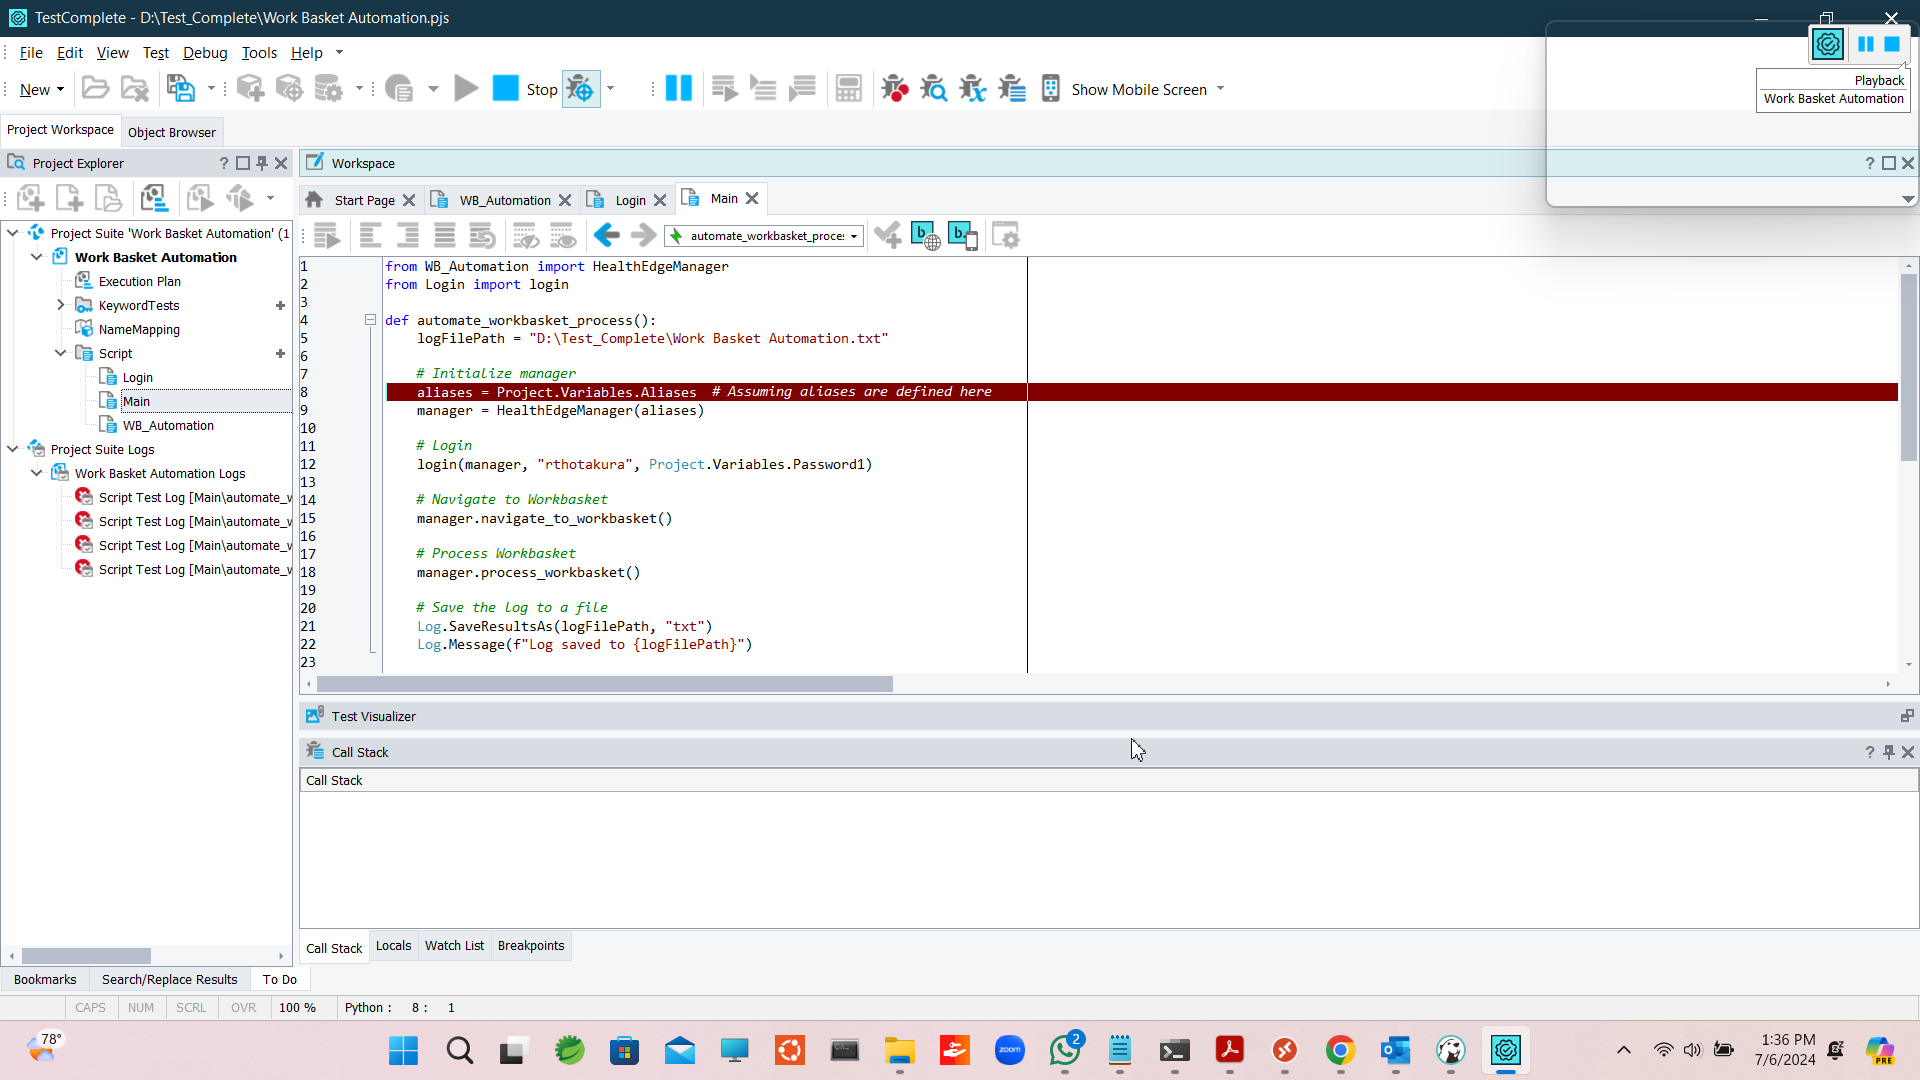 TestComplete - D:\Test_Complete\Work Basket Automation.pjs
File Edit View Test Debug Tools Help
New Stop Show Mobile Screen
Playback
Work Basket Automation
Project Workspace Object Browser
Project Explorer ?
Workspace ?
Start Page WB_Automation Login Main
automate_workbasket_proce
Project Suite 'Work Basket Automation' (1
Work Basket Automation
Execution Plan
KeywordTests
NameMapping
Script
Login
Main
WB_Automation
Project Suite Logs
Work Basket Automation Logs
Script Test Log [Main\automate_w
Script Test Log [Main\automate_w
Script Test Log [Main\automate_w
Script Test Log [Main\automate_w
1 from WB_Automation import HealthEdgeManager
2 from Login import login
3
4 def automate_workbasket_process():
5 logFilePath = "D:\Test_Complete\Work Basket Automation.txt"
6
7 # Initialize manager
8 aliases = Project.Variables.Aliases # Assuming aliases are defined here
9 manager = HealthEdgeManager(aliases)
10
11 # Login
12 login(manager, "rthotakura", Project.Variables.Password1)
13
14 # Navigate to Workbasket
15 manager.navigate_to_workbasket()
16
17 # Process Workbasket
18 manager.process_workbasket()
19
20 # Save the log to a file
21 Log.SaveResultsAs(logFilePath, "txt")
22 Log.Message(f"Log saved to {logFilePath}")
23
Test Visualizer
Call Stack ?
Call Stack
Call Stack Locals Watch List Breakpoints
Bookmarks Search/Replace Results To Do
CAPS NUM SCRL OVR 100 % Python : 8 : 1
78°
zoom
2
1:36 PM
7/6/2024
PRE